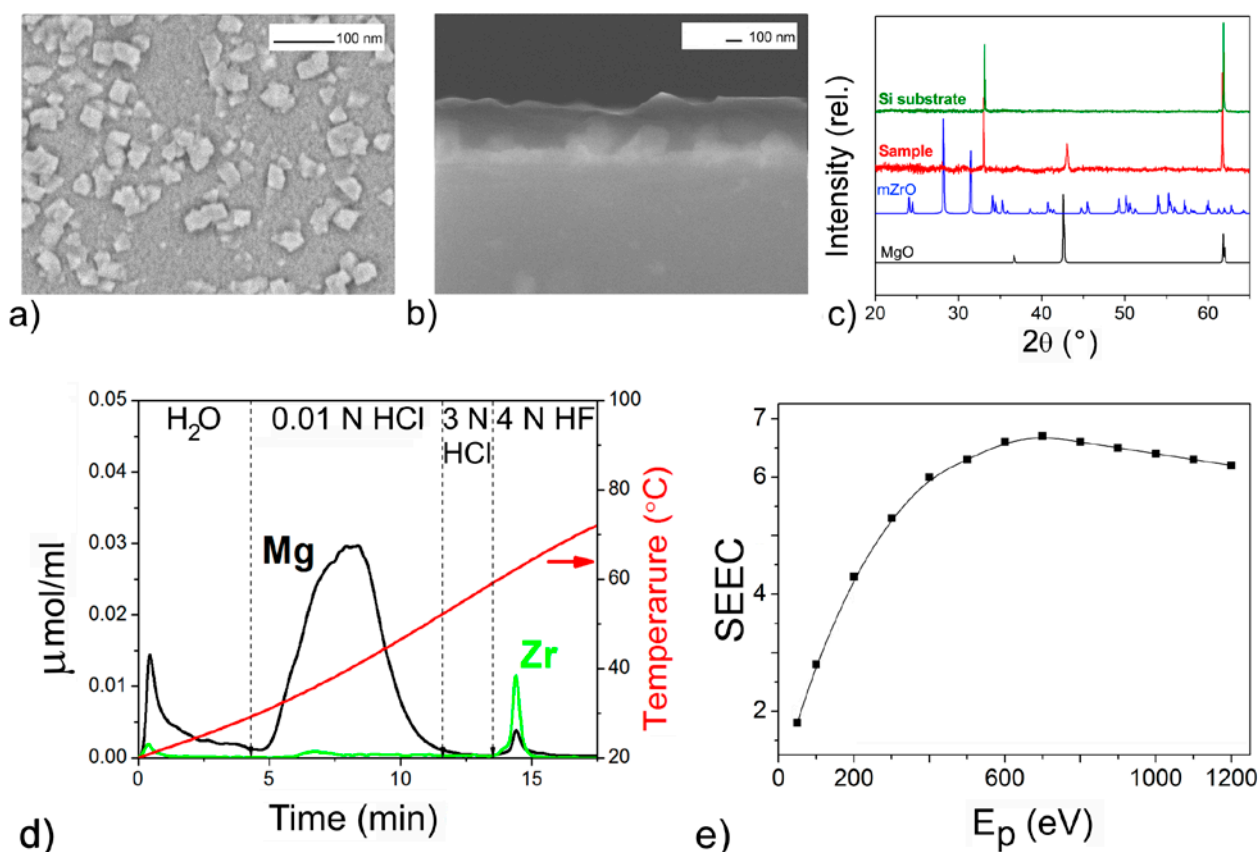 100 nm
a)
100 nm
b)
Intensity (rel.)
Si substrate
Sample
mZrO
MgO
20 30 40 50 60
2θ (°)
c)
μmol/ml
0.05
0.04
0.03
0.02
0.01
0.00
H2O
0.01 N HCl
3 N
HCl
4 N HF
Mg
Zr
100
80
60
40
20
Temperarure (°C)
0 5 10 15
Time (min)
d)
SEEC
7
6
4
2
0 200 400 600 800 1000 1200
Ep (eV)
e)